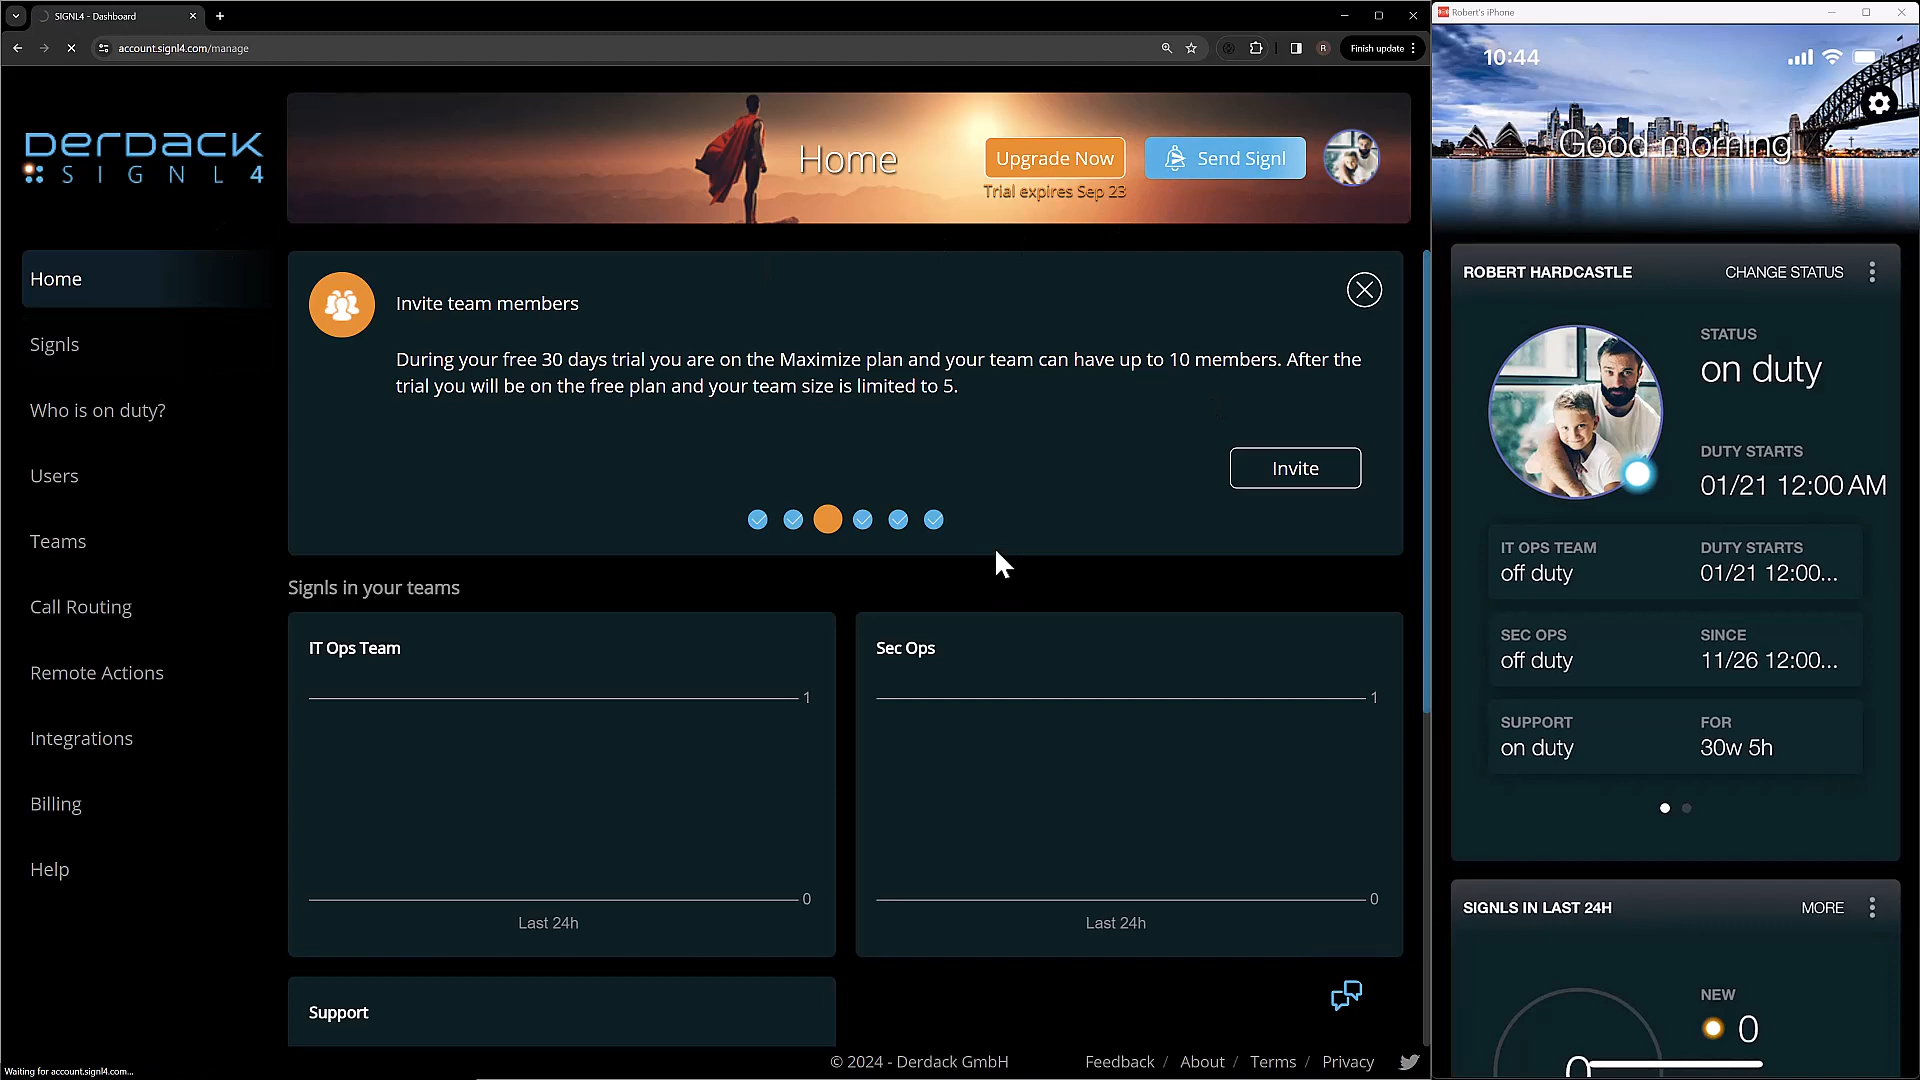 SIGNL4 - Dashboard
account.signl4.com/manage
Finish update
R
DERDACK
SIGNL4
Home
Upgrade Now
Trial expires Sep 23
Send Signl
Home
Signls
Who is on duty?
Users
Teams
Call Routing
Remote Actions
Integrations
Billing
Help
Invite team members
During your free 30 days trial you are on the Maximize plan and your team can have up to 10 members. After the
trial you will be on the free plan and your team size is limited to 5.
Invite
Signls in your teams
IT Ops Team
1
0
Last 24h
Sec Ops
1
0
Last 24h
Support
© 2024 - Derdack GmbH
Feedback / About / Terms / Privacy
Waiting for account.signl4.com...
Robert's iPhone
10:44
Good morning
ROBERT HARDCASTLE
CHANGE STATUS
STATUS
on duty
DUTY STARTS
01/21 12:00 AM
IT OPS TEAM
DUTY STARTS
off duty
01/21 12:00...
SEC OPS
SINCE
off duty
11/26 12:00...
SUPPORT
FOR
on duty
30w 5h
SIGNLS IN LAST 24H
MORE
NEW
0
0